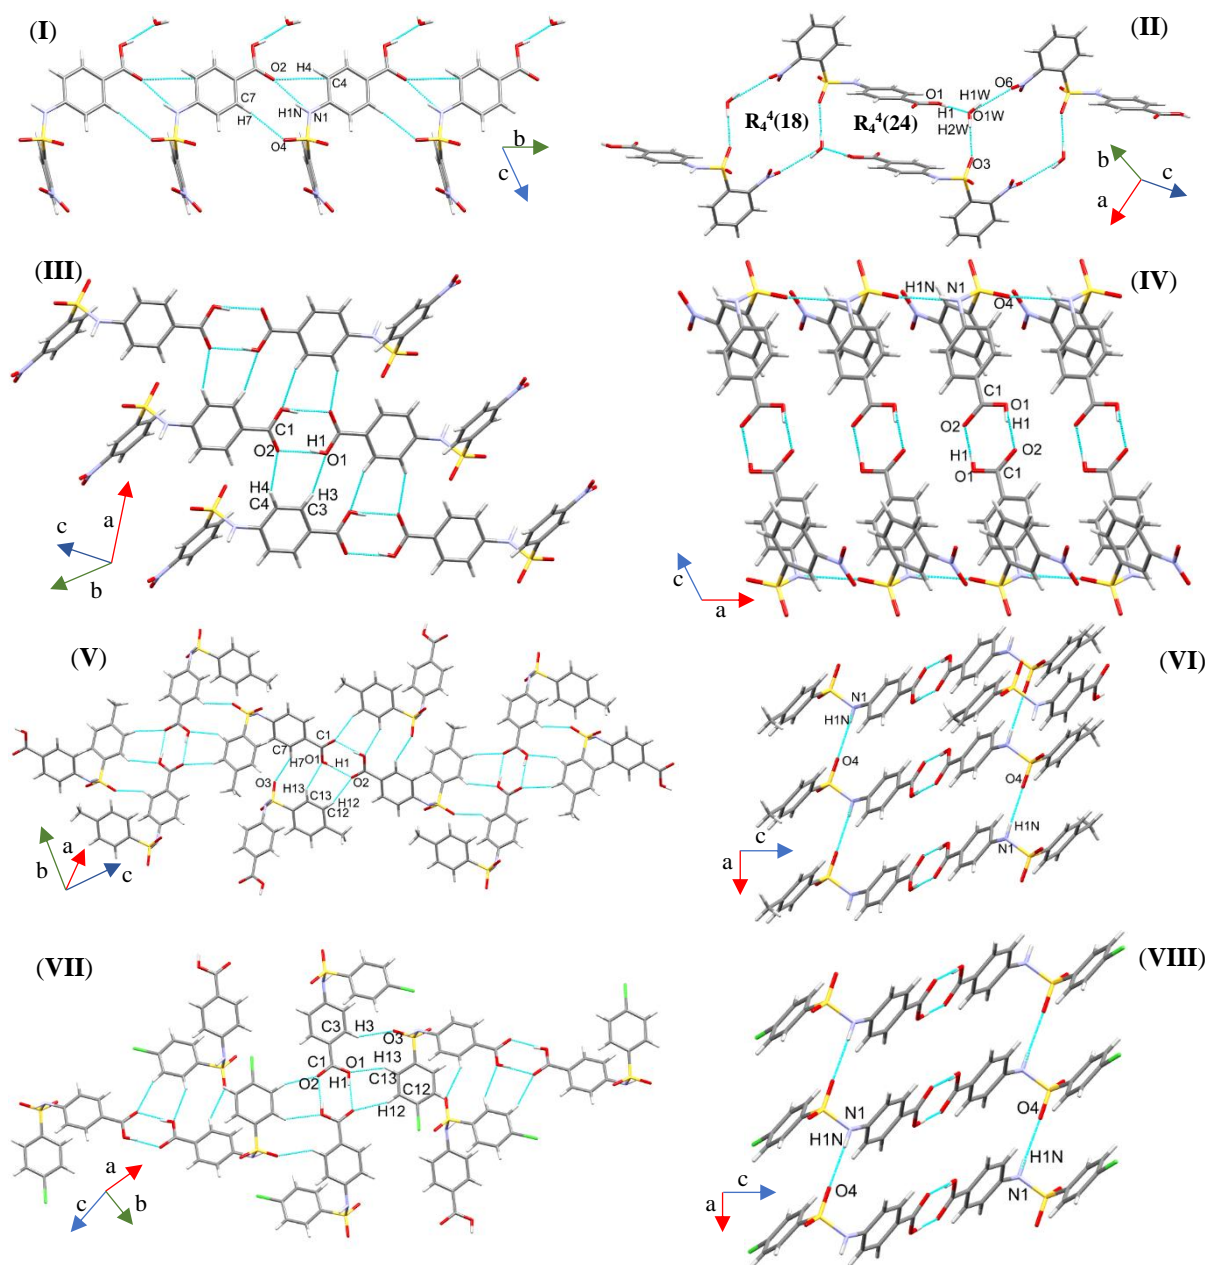 (I)
O2
H4
C4
C7
H1N
N1
H7
O4
b
c
(II)
O6
O1
H1W
H1
O1W
H2W
R₄⁴(18)
R₄⁴(24)
O3
b
c
a
(III)
C1
H1
O2
O1
H4
H3
C4
C3
a
c
b
(IV)
H1N
N1
O4
C1
O1
O2
H1
H1
O2
O1
C1
c
a
(V)
C1
C7
H7
O1
H1
O3
O2
H13
C13
H12
C12
b
a
c
(VI)
N1
H1N
O4
O4
H1N
N1
c
a
(VII)
C3
H3
O3
C1
O1
H13
O2
H1
C13
C12
H12
a
c
b
(VIII)
N1
O4
H1N
H1N
O4
N1
c
a